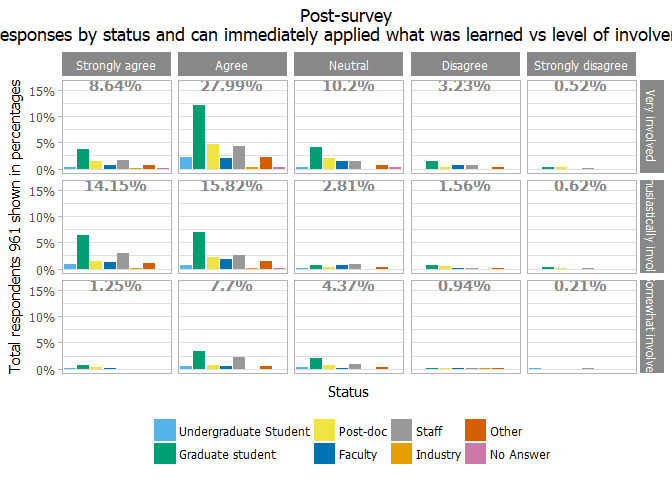 Post-survey
esponses by status and can immediately applied what was learned vs level of involver
Strongly agree Agree Neutral Disagree Strongly disagree
8.64% 27.99% 10.2% 3.23% 0.52%
15%
10%
5%
0%
Very involved
14.15% 15.82% 2.81% 1.56% 0.62%
15%
10%
5%
0%
husiastically invol
1.25% 7.7% 4.37% 0.94% 0.21%
15%
10%
5%
0%
omewhat involve
Total respondents 961 shown in percentages
Status
Undergraduate Student Post-doc Staff Other
Graduate student Faculty Industry No Answer